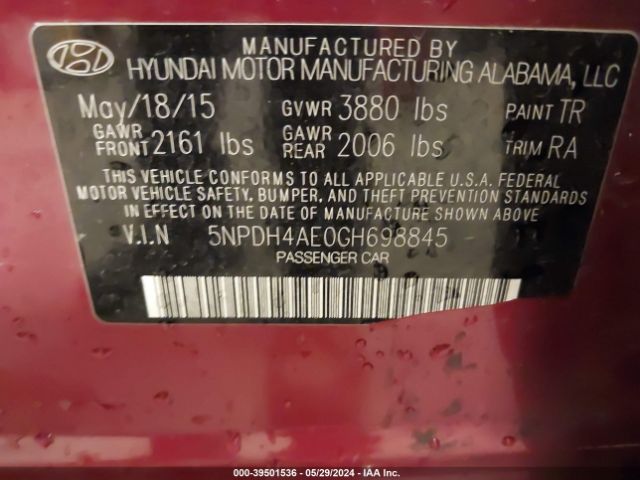 MANUFACTURED BY
HYUNDAI MOTOR MANUFACTURING ALABAMA, LLC
May/18/15 GVWR 3880 lbs PAINT TR
GAWR FRONT 2161 lbs GAWR REAR 2006 lbs TRIM RA
THIS VEHICLE CONFORMS TO ALL APPLICABLE U.S.A. FEDERAL
MOTOR VEHICLE SAFETY, BUMPER, AND THEFT PREVENTION STANDARDS
IN EFFECT ON THE DATE OF MANUFACTURE SHOWN ABOVE.
V.I.N 5NPDH4AE0GH698845
PASSENGER CAR
000-39501536 - 05/29/2024 - IAA Inc.